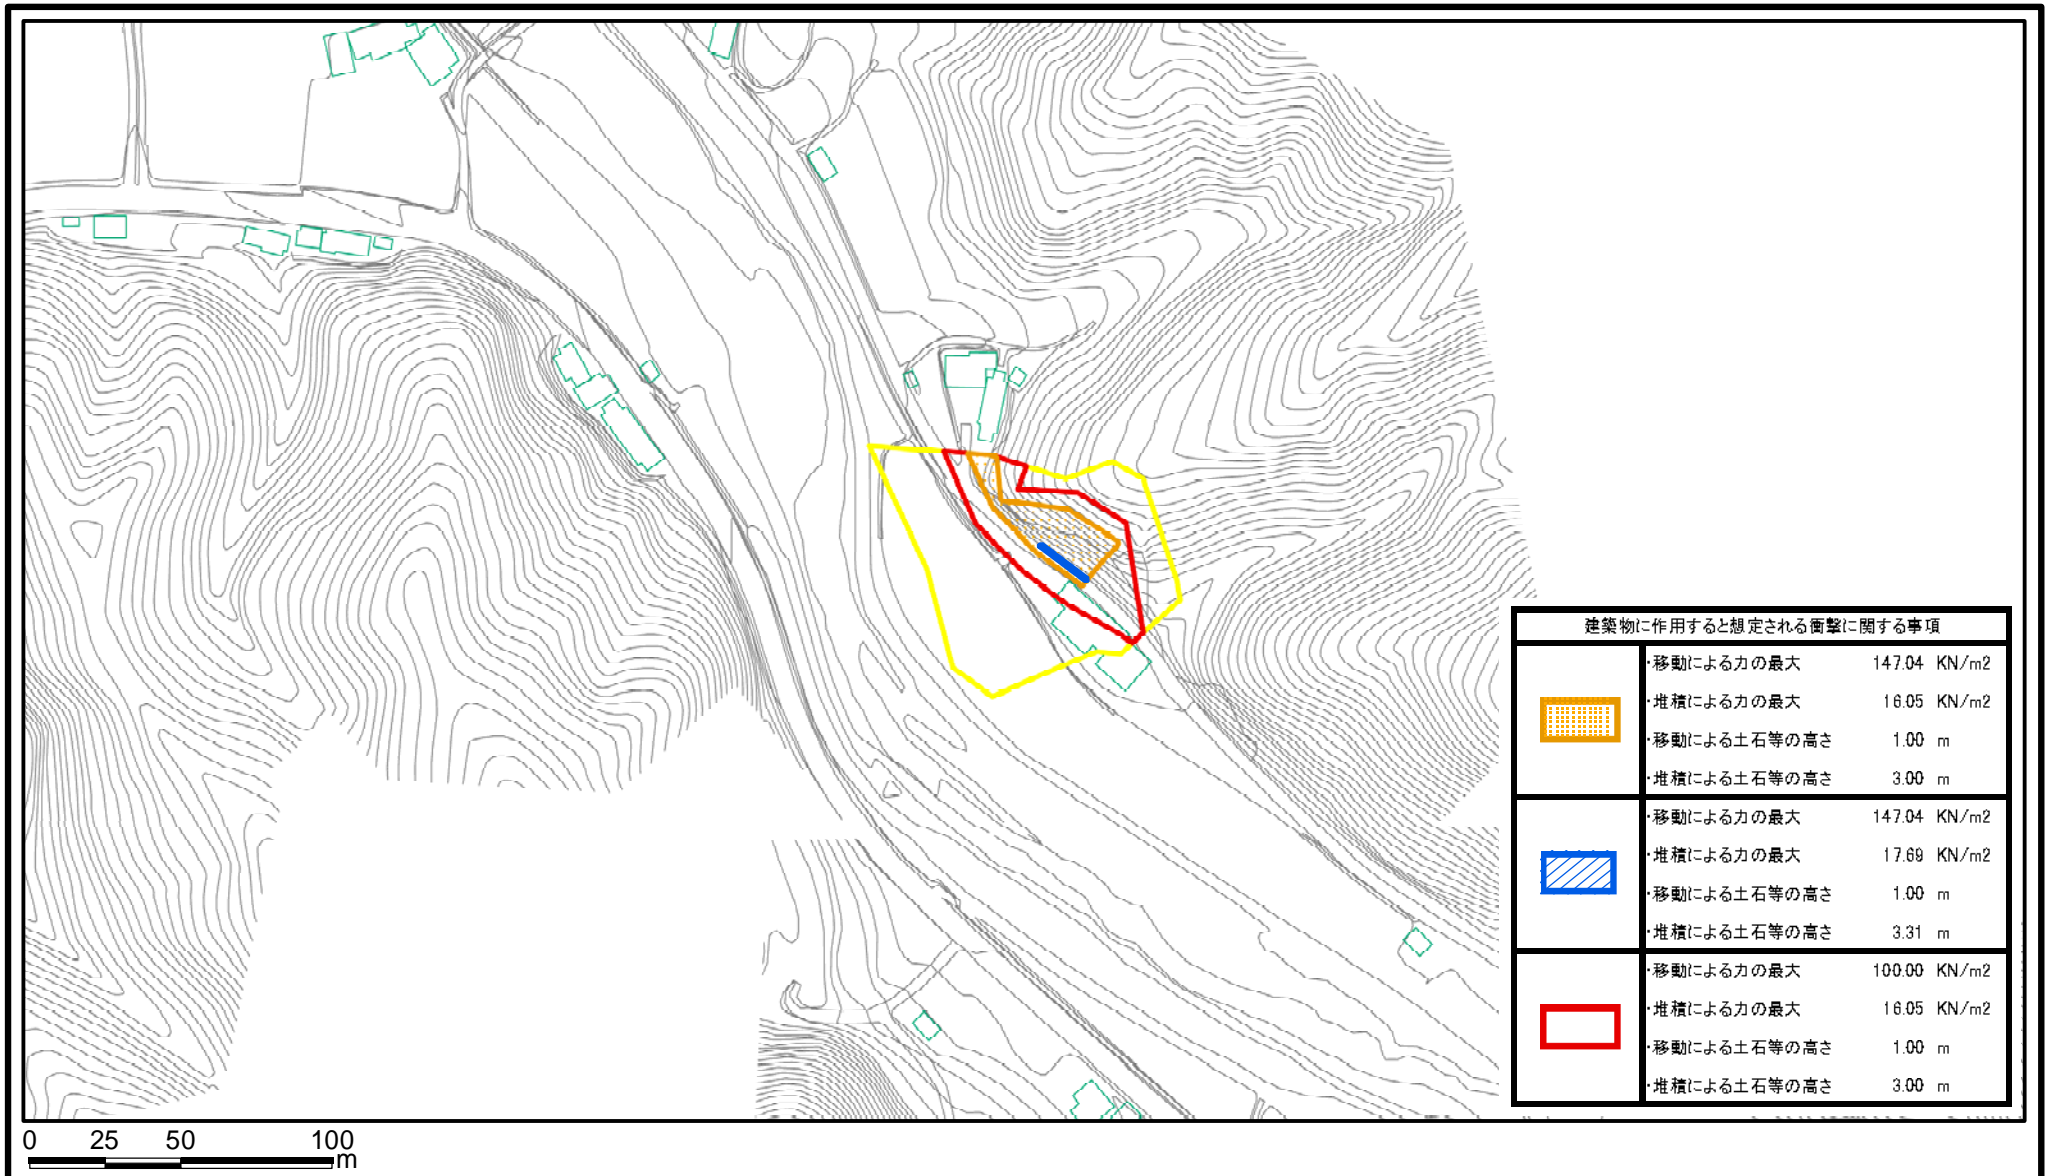 建築物に作用すると想定される衝撃に関する事項
・移動による力の最大 147.04 KN/m2
・堆積による力の最大 16.05 KN/m2
・移動による土石等の高さ 1.00 m
・堆積による土石等の高さ 3.00 m
・移動による力の最大 147.04 KN/m2
・堆積による力の最大 17.69 KN/m2
・移動による土石等の高さ 1.00 m
・堆積による土石等の高さ 3.31 m
・移動による力の最大 100.00 KN/m2
・堆積による力の最大 16.05 KN/m2
・移動による土石等の高さ 1.00 m
・堆積による土石等の高さ 3.00 m
0 25 50 100
m